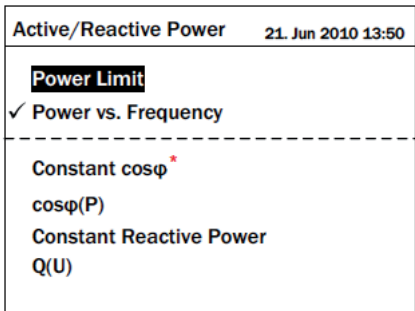 Active/Reactive Power 21. Jun 2010 13:50
Power Limit
✓ Power vs. Frequency
Constant cosφ*
cosφ(P)
Constant Reactive Power
Q(U)